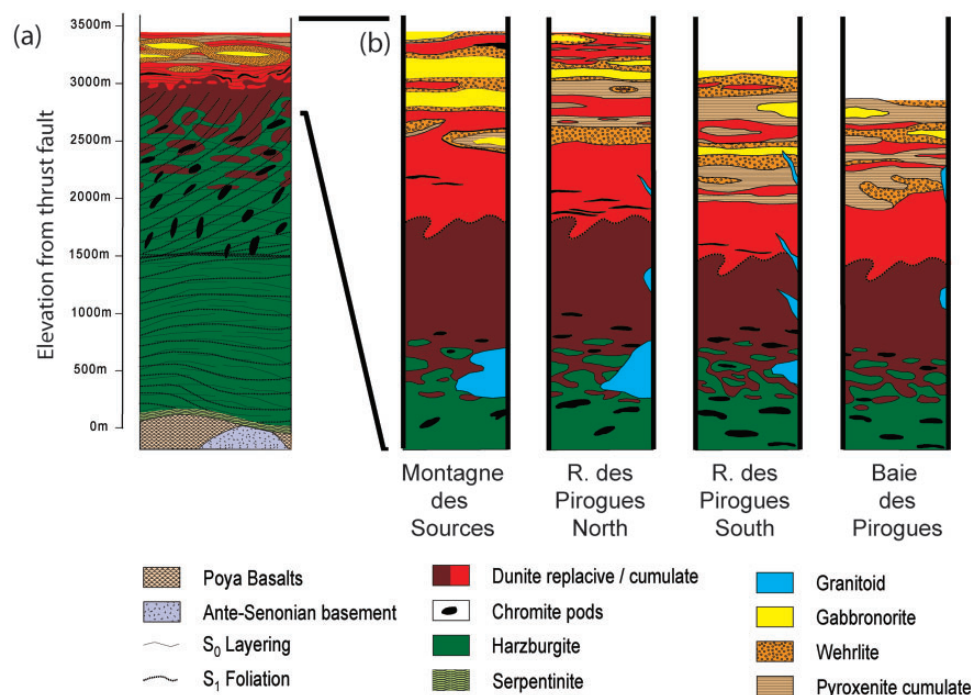 (a)
(b)
Elevation from thrust fault
3500m
3000m
2500m
2000m
1500m
1000m
500m
0m
Montagne
des
Sources
R. des
Pirogues
North
R. des
Pirogues
South
Baie
des
Pirogues
Poya Basalts
Ante-Senonian basement
S0 Layering
S1 Foliation
Dunite replacive / cumulate
Chromite pods
Harzburgite
Serpentinite
Granitoid
Gabbronorite
Wehrlite
Pyroxenite cumulate